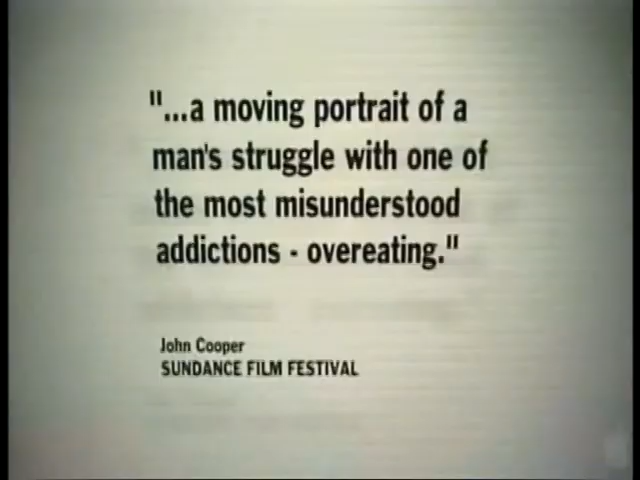 "...a moving portrait of a
man's struggle with one of
the most misunderstood
addictions - overeating."
John Cooper
SUNDANCE FILM FESTIVAL